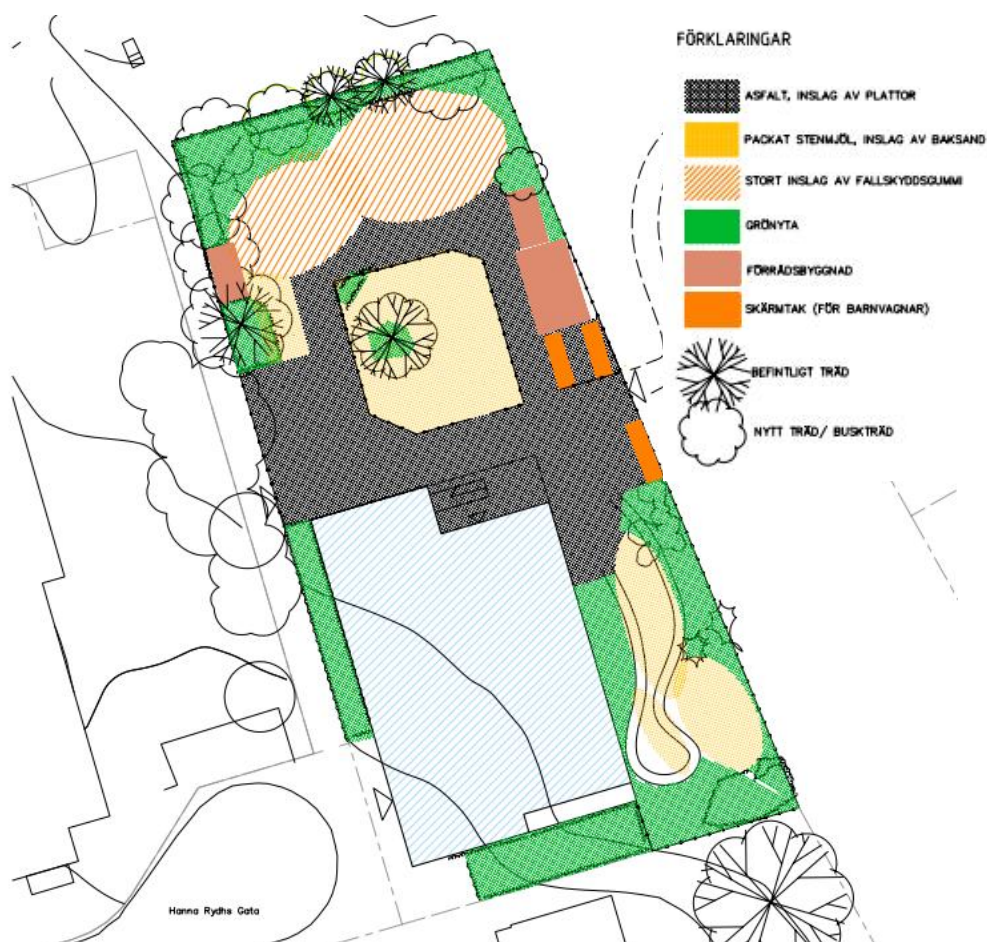 FÖRKLARINGAR
ASFALT, INSLAG AV PLATTOR
PACKAT STENMJÖL, INSLAG AV BAKSAND
STORT INSLAG AV FALLSKYDDSGUMMI
GRÖNYTA
FÖRRÅDSBYGGNAD
SKÄRMTAK (FÖR BARNVAGNAR)
BEFINTLIGT TRÄD
NYTT TRÄD/ BUSKTRÄD
Hanna Rydhs Gata